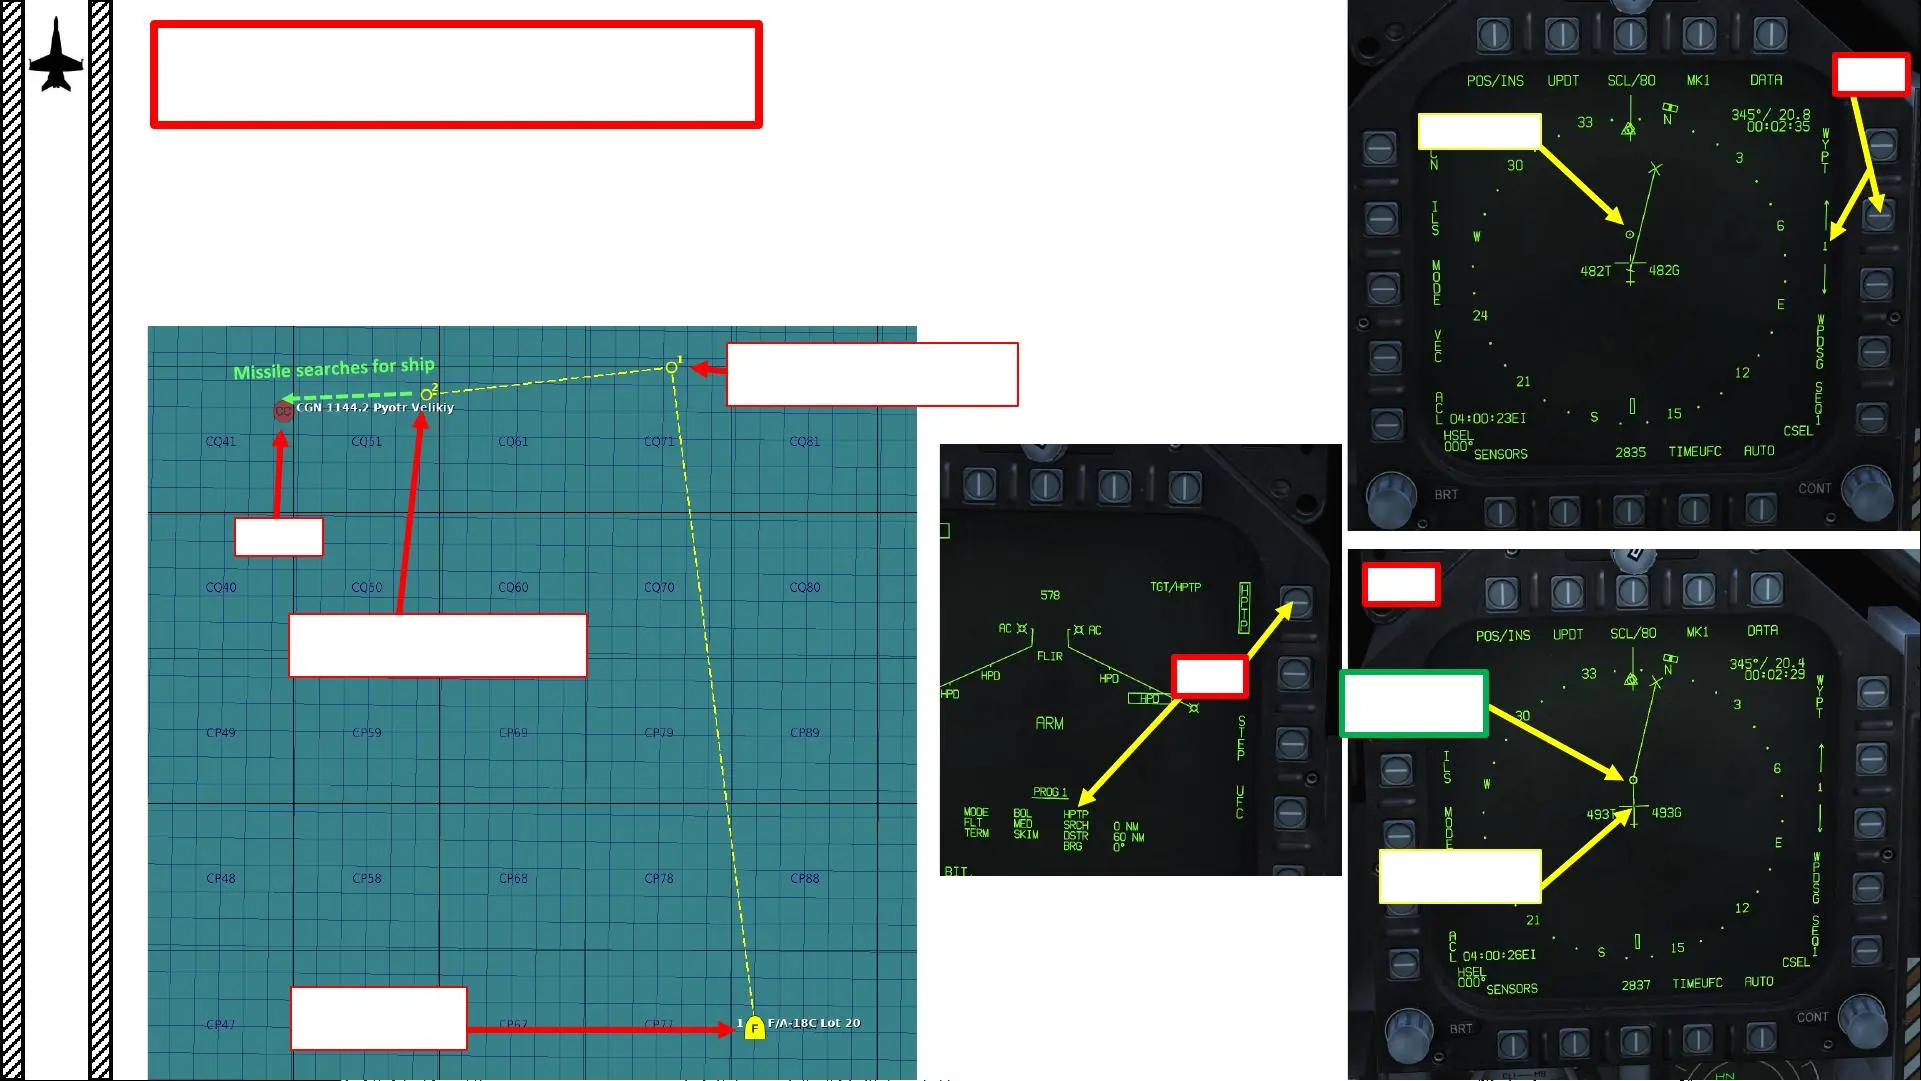 Missile searches for ship
1
2
CC
CGN 1144.2 Pyotr Velikiy
CQ41
CQ51
CQ61
CQ71
CQ81
CQ40
CQ50
CQ60
CQ70
CQ80
CP49
CP59
CP69
CP79
CP89
CP48
CP58
CP68
CP78
CP88
CP47
CP67
CP77
1
F
F/A-18C Lot 20
578
TGT/HPTP
HPTP
AC
AC
FLIR
HPD
HPD
HPD
HPD
ARM
STEP
UFC
PROG 1
MODE BOL HPTP 0 NM
FLT MED SRCH 60 NM
TERM SKIM DSTR
BRG 0°
BIT
POS/INS UPDT SCL/80 MK1 DATA
345°/ 20.8
00:02:35
WYPT
33
N
3
30
ILS
W
6
1
482T
482G
MODE
E
24
WPDSG
VEC
21
12
SEQ1
ACL
04:00:23EI
S
15
HSEL
000°
CSEL
SENSORS 2835 TIMEUFC AUTO
BRT
CONT
POS/INS UPDT SCL/80 MK1 DATA
345°/ 20.4
00:02:29
WYPT
33
N
30
3
ILS
W
6
1
MODE
493T
493G
E
WPDSG
21
12
SEQ1
ACL
04:00:26EI
S
15
HSEL
000°
CSEL
SENSORS 2837 TIMEUFC AUTO
BRT
CONT